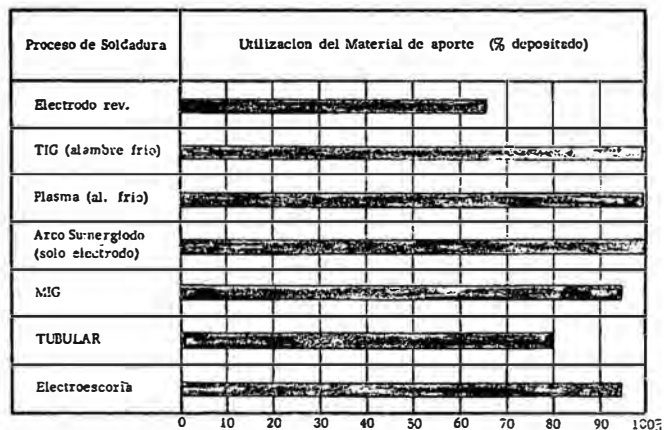 Proceso de Soldadura
Utilizacion del Material de aporte (% depositado)
Electrodo rev.
TIG (alambre frio)
Plasma (al. frio)
Arco Sumergiodo
(solo electrodo)
MIG
TUBULAR
Electroescoria
0 10 20 30 40 50 60 70 80 90 100%